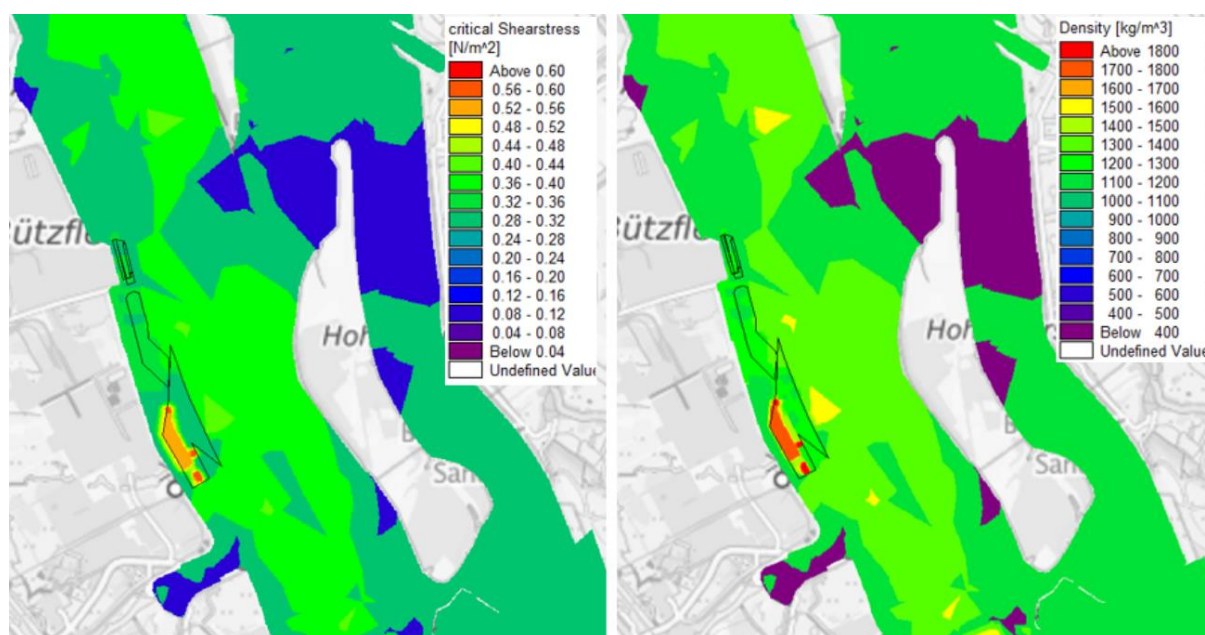 critical Shearstress
[N/m^2]
Above 0.60
0.56 - 0.60
0.52 - 0.56
0.48 - 0.52
0.44 - 0.48
0.40 - 0.44
0.36 - 0.40
0.32 - 0.36
0.28 - 0.32
0.24 - 0.28
0.20 - 0.24
0.16 - 0.20
0.12 - 0.16
0.08 - 0.12
0.04 - 0.08
Below 0.04
Undefined Value
ützfle
Hof
San
Density [kg/m^3]
Above 1800
1700 - 1800
1600 - 1700
1500 - 1600
1400 - 1500
1300 - 1400
1200 - 1300
1100 - 1200
1000 - 1100
900 - 1000
800 - 900
700 - 800
600 - 700
500 - 600
400 - 500
Below 400
Undefined Value
Bützfl
Ho
San